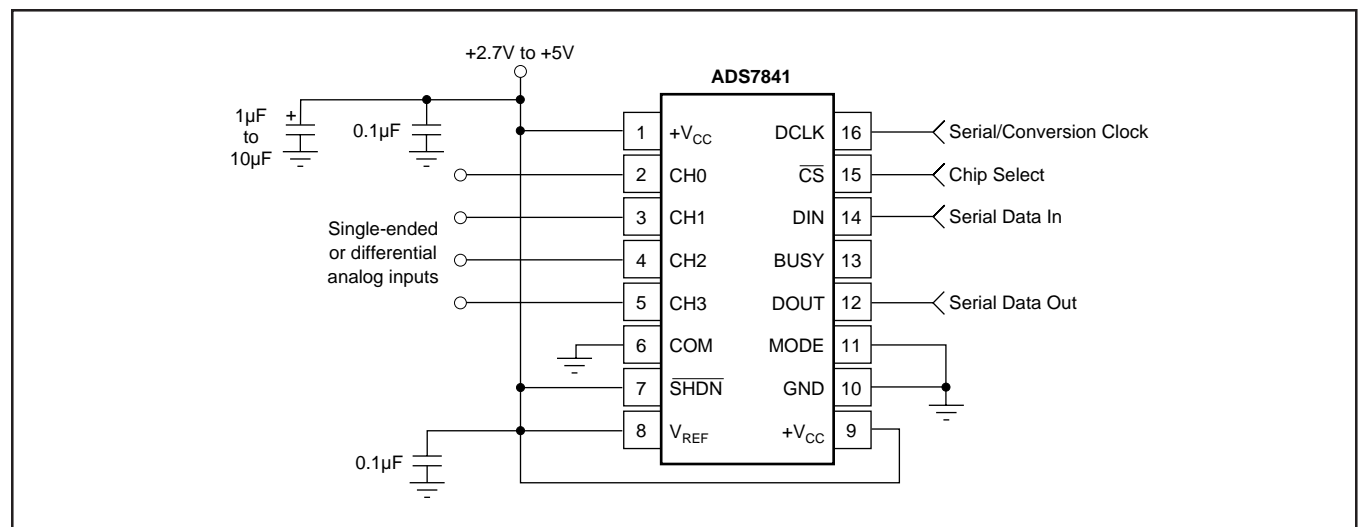 +2.7V to +5V
ADS7841
1µF
to
10µF
+
0.1µF
1
+VCC
DCLK
16
Serial/Conversion Clock
2
CH0
CS
15
Chip Select
Single-ended
or differential
analog inputs
3
CH1
DIN
14
Serial Data In
4
CH2
BUSY
13
5
CH3
DOUT
12
Serial Data Out
6
COM
MODE
11
7
SHDN
GND
10
8
VREF
+VCC
9
0.1µF